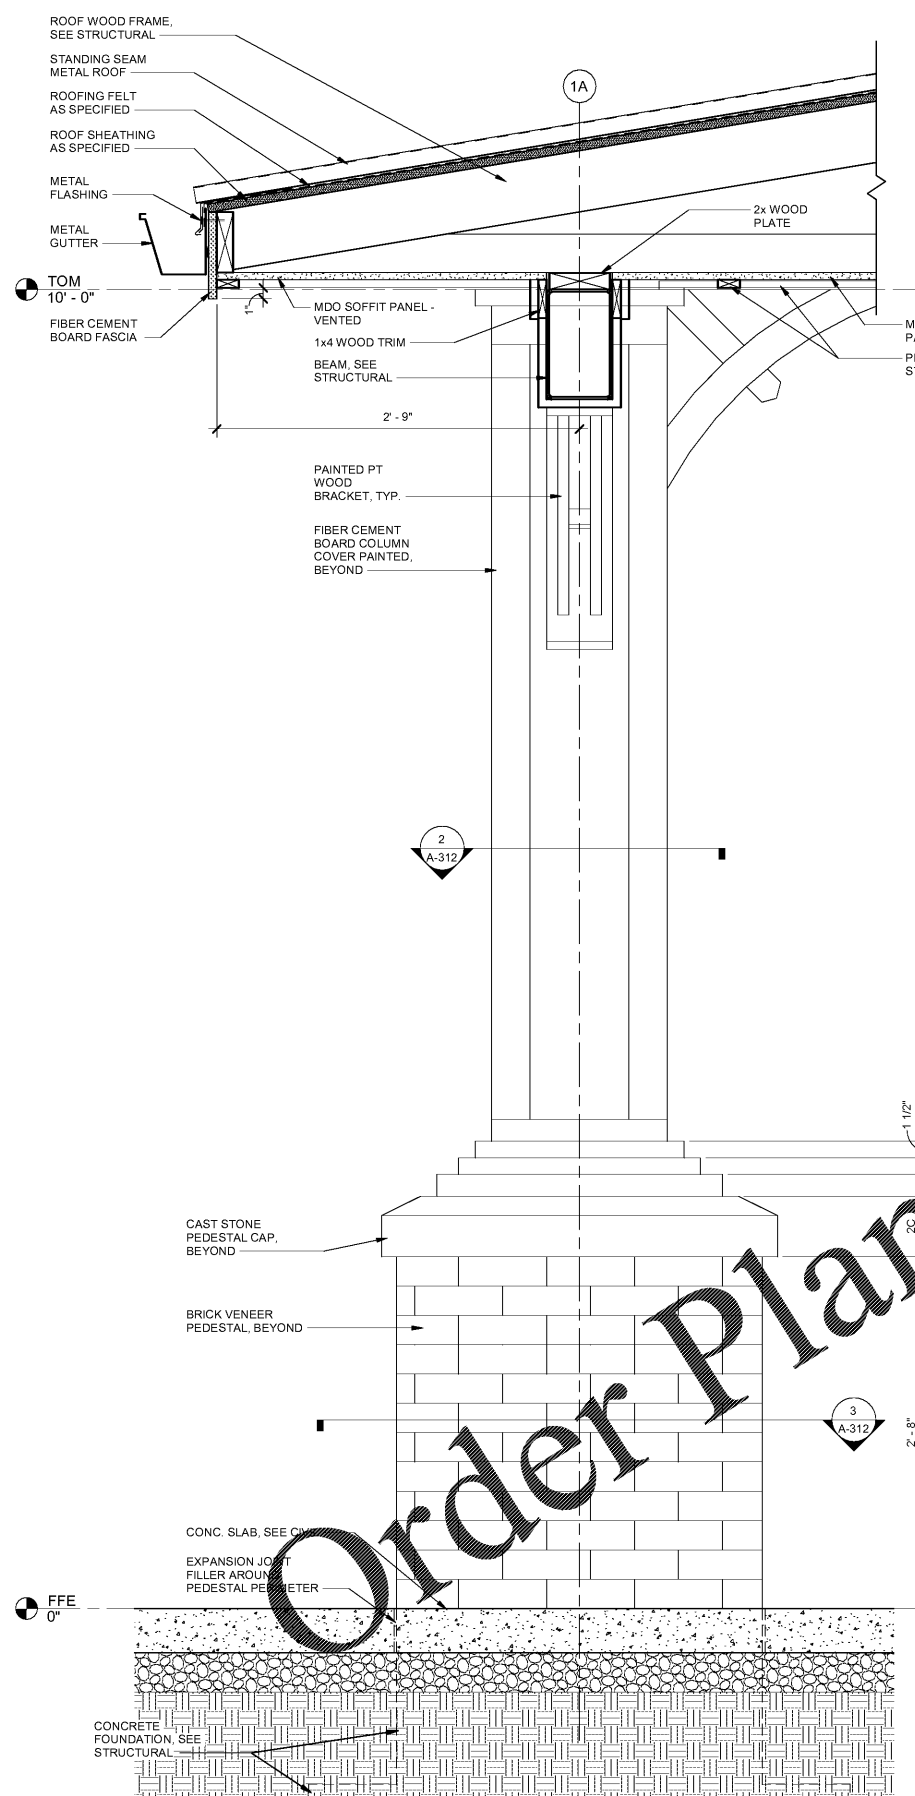 ROOF WOOD FRAME,
SEE STRUCTURAL
STANDING SEAM
METAL ROOF
ROOFING FELT
AS SPECIFIED
ROOF SHEATHING
AS SPECIFIED
METAL
FLASHING
METAL
GUTTER
1A
2x WOOD
PLATE
TOM
10' - 0"
FIBER CEMENT
BOARD FASCIA
1"
MDO SOFFIT PANEL -
VENTED
1x4 WOOD TRIM
BEAM, SEE
STRUCTURAL
2' - 9"
PAINTED PT
WOOD
BRACKET, TYP.
FIBER CEMENT
BOARD COLUMN
COVER PAINTED,
BEYOND
2
A-312
1 1/2"
CAST STONE
PEDESTAL CAP,
BEYOND
BRICK VENEER
PEDESTAL, BEYOND
3
A-312
2' - 8"
Order Plan
CONC. SLAB, SEE
EXPANSION JOINT
FILLER AROUND
PEDESTAL PERIMETER
FFE
0"
CONCRETE
FOUNDATION, SEE
STRUCTURAL